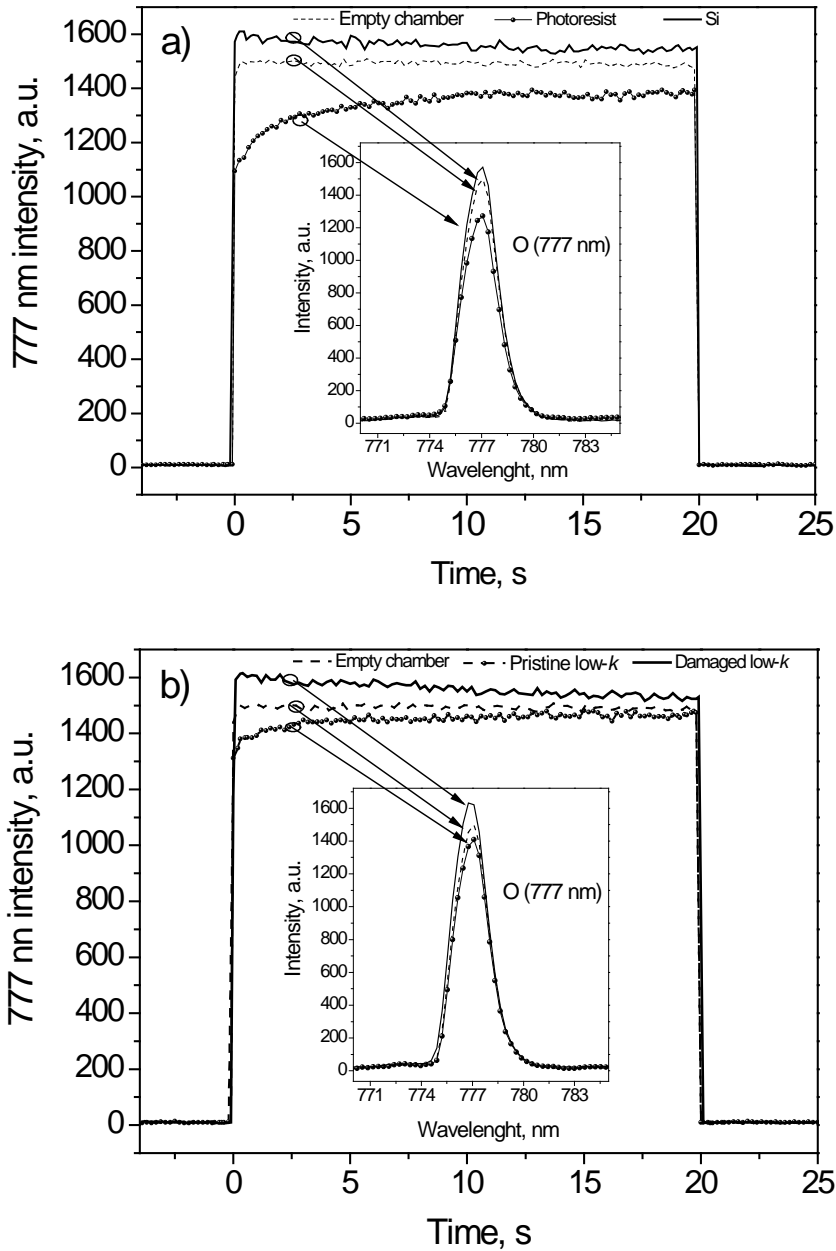 a)
Empty chamber Photoresist Si
777 nm intensity, a.u.
1600
1400
1200
1000
800
600
400
200
0
Intensity, a.u.
1600
1400
1200
1000
800
600
400
200
0
O (777 nm)
771 774 777 780 783
Wavelenght, nm
0 5 10 15 20 25
Time, s
b)
Empty chamber Pristine low-k Damaged low-k
777 nn intensity, a.u.
1600
1400
1200
1000
800
600
400
200
0
Intensity, a.u.
1600
1400
1200
1000
800
600
400
200
0
O (777 nm)
771 774 777 780 783
Wavelenght, nm
0 5 10 15 20 25
Time, s